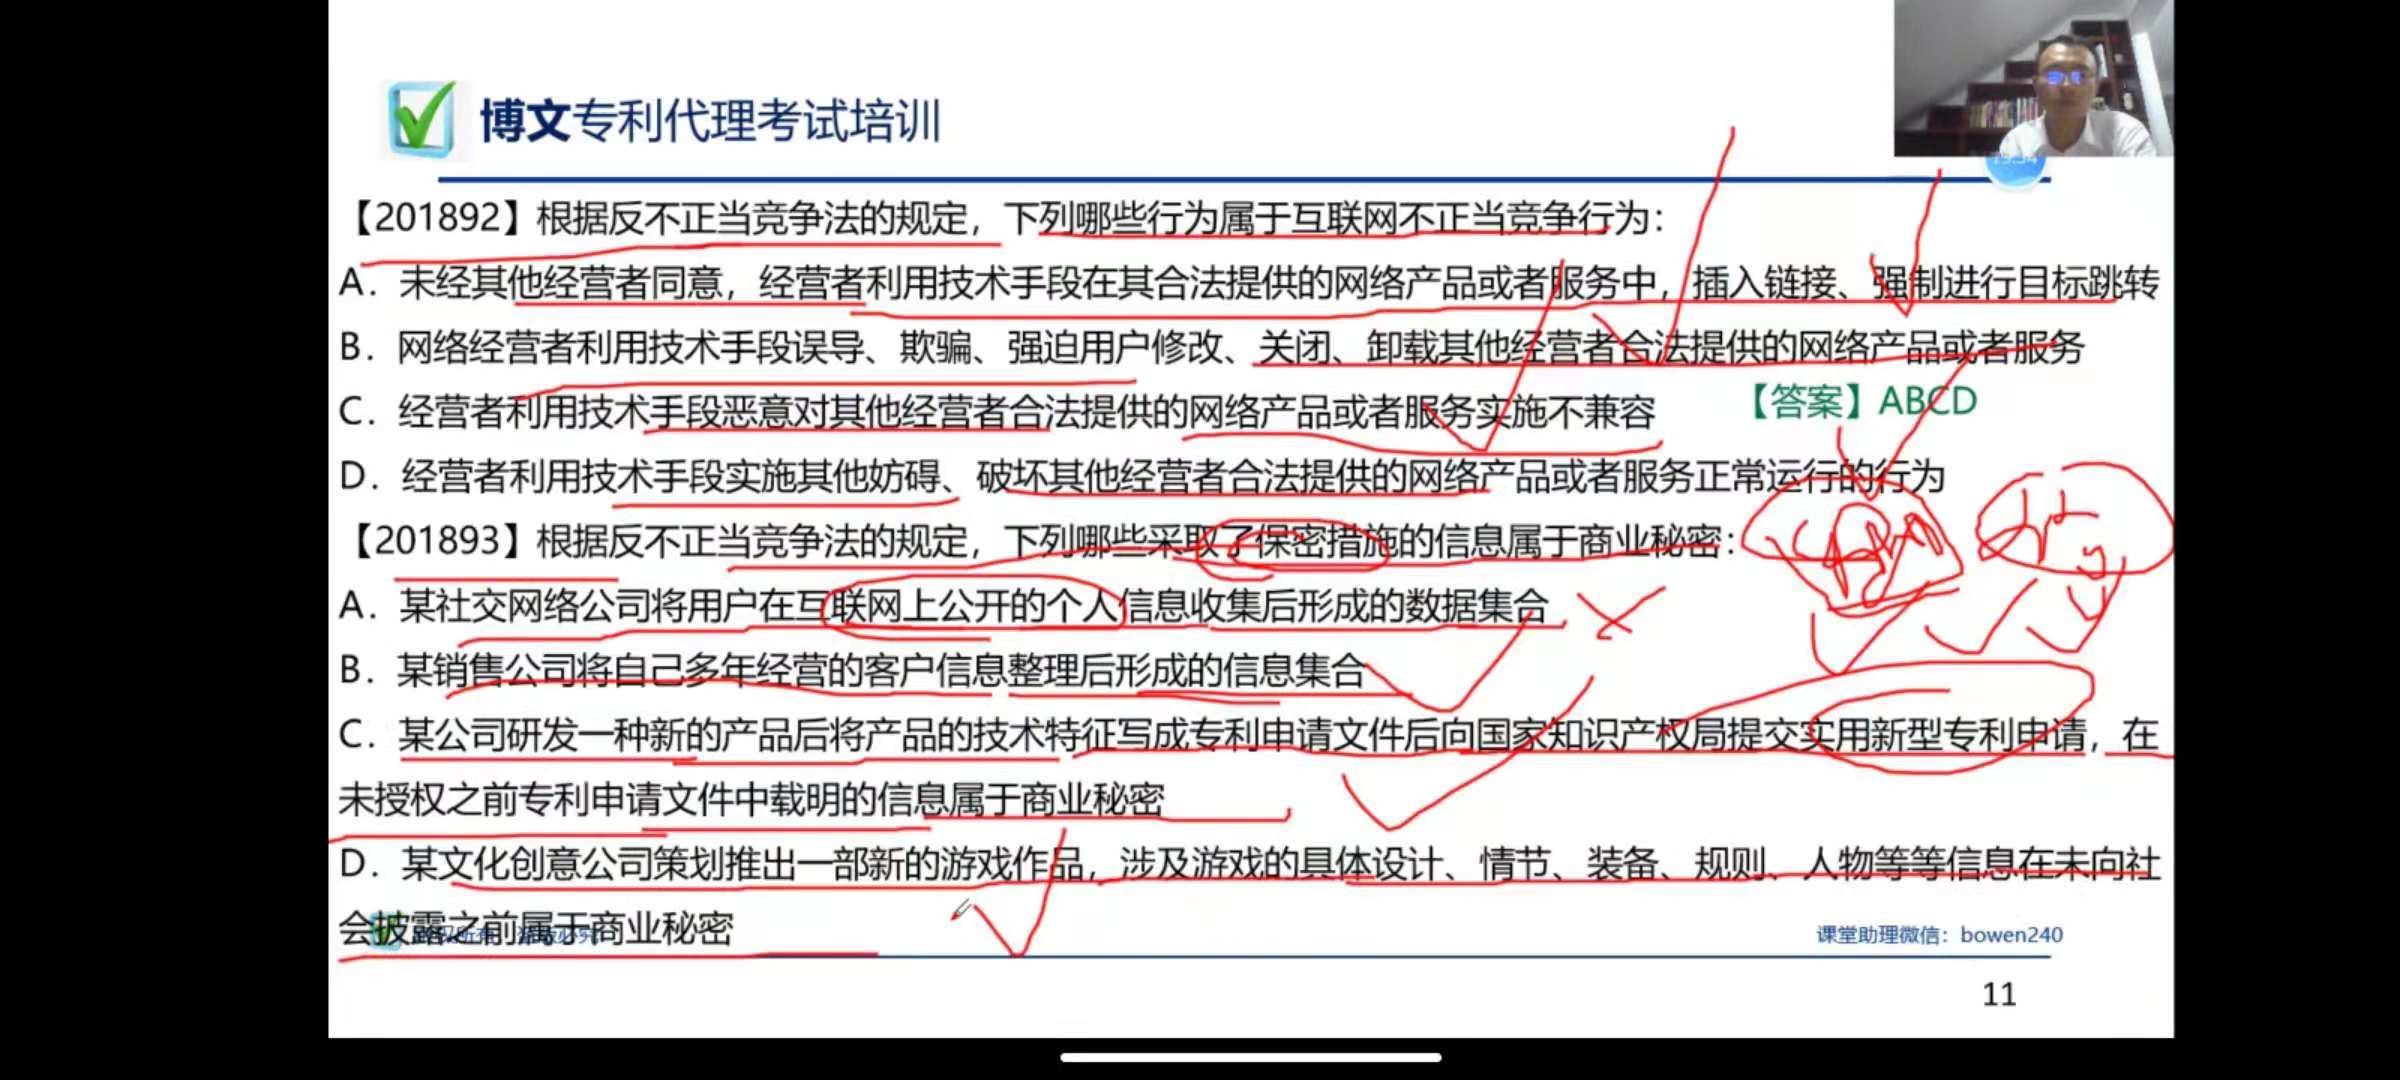 博文专利代理考试培训
【201892】根据反不正当竞争法的规定，下列哪些行为属于互联网不正当竞争行为：
A．未经其他经营者同意，经营者利用技术手段在其合法提供的网络产品或者服务中，插入链接、强制进行目标跳转
B．网络经营者利用技术手段误导、欺骗、强迫用户修改、关闭、卸载其他经营者合法提供的网络产品或者服务
C．经营者利用技术手段恶意对其他经营者合法提供的网络产品或者服务实施不兼容
【答案】ABCD
D．经营者利用技术手段实施其他妨碍、破坏其他经营者合法提供的网络产品或者服务正常运行的行为
【201893】根据反不正当竞争法的规定，下列哪些采取了保密措施的信息属于商业秘密：
A．某社交网络公司将用户在互联网上公开的个人信息收集后形成的数据集合
B．某销售公司将自己多年经营的客户信息整理后形成的信息集合
C．某公司研发一种新的产品后将产品的技术特征写成专利申请文件后向国家知识产权局提交实用新型专利申请，在
未授权之前专利申请文件中载明的信息属于商业秘密
D．某文化创意公司策划推出一部新的游戏作品，涉及游戏的具体设计、情节、装备、规则、人物等等信息在未向社
会披露之前属于商业秘密
课堂助理微信：bowen240
11